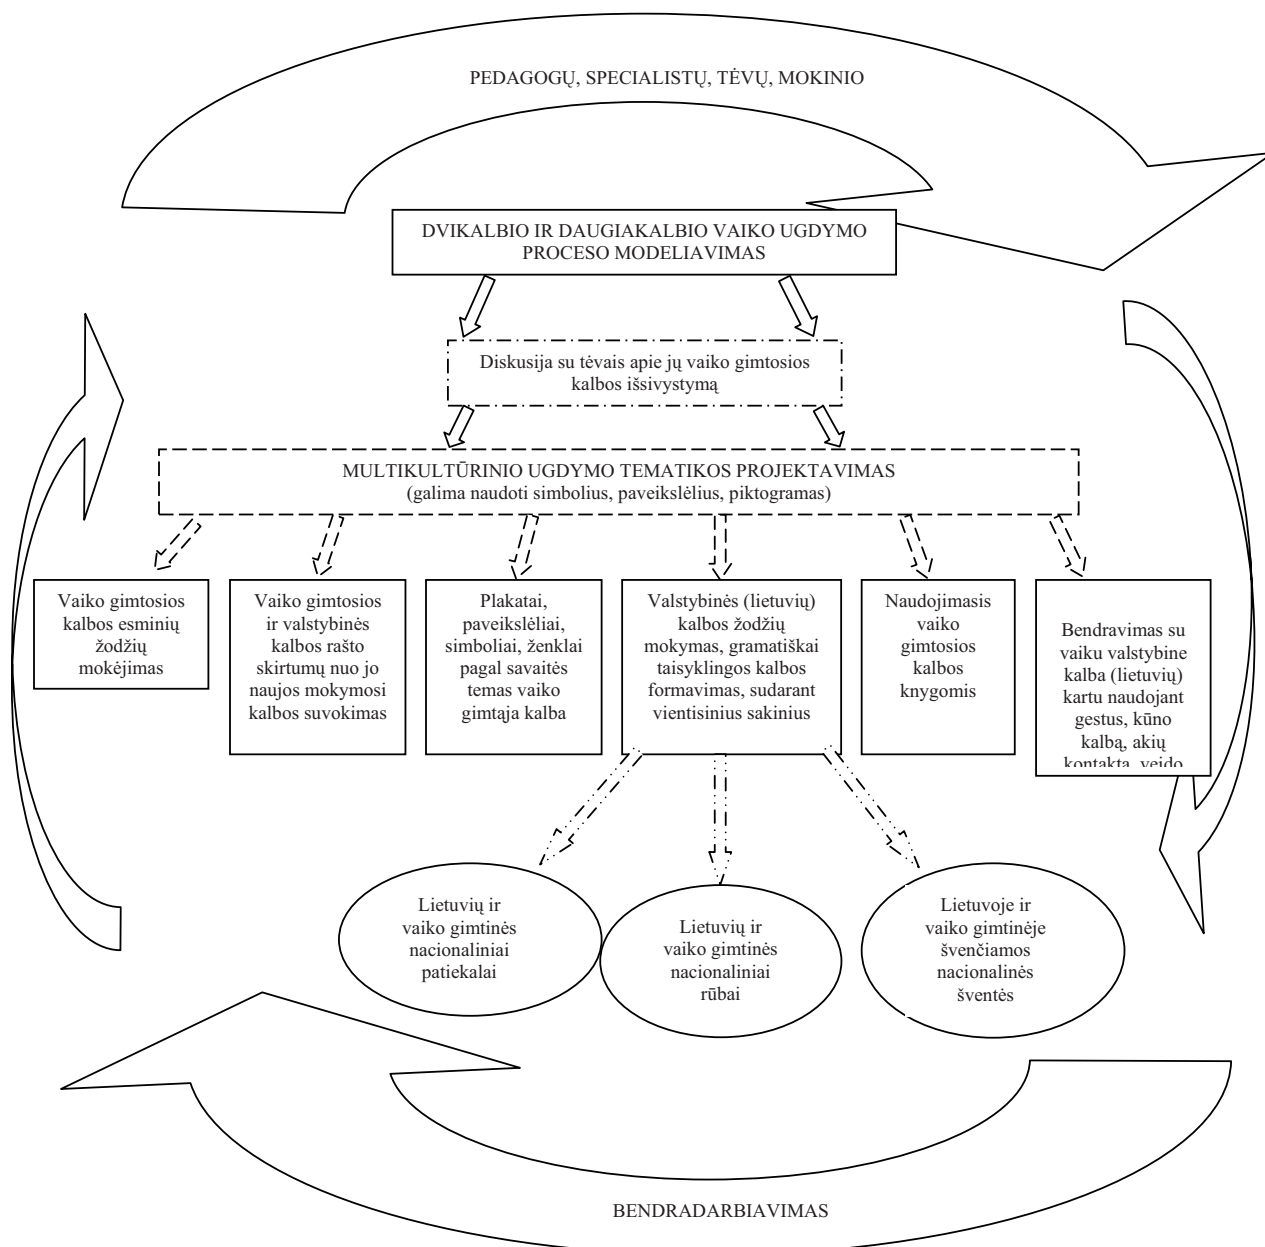 PEDAGOGŲ, SPECIALISTŲ, TĖVŲ, MOKINIO
DVIKALBIO IR DAUGIAKALBIO VAIKO UGDYMO
PROCESO MODELIAVIMAS
Diskusija su tėvais apie jų vaiko gimtosios
kalbos išsivystymą
MULTIKULTŪRINIO UGDYMO TEMATIKOS PROJEKTAVIMAS
(galima naudoti simbolius, paveikslėlius, piktogramas)
Vaiko gimtosios
kalbos esminių
žodžių
mokėjimas
Vaiko gimtosios
ir valstybinės
kalbos rašto
skirtumų nuo jo
naujos mokymosi
kalbos suvokimas
Plakatai,
paveikslėliai,
simboliai, ženklai
pagal savaitės
temas vaiko
gimtąja kalba
Valstybinės (lietuvių)
kalbos žodžių
mokymas, gramatiškai
taisyklingos kalbos
formavimas, sudarant
vientisinius sakinius
Naudojimasis
vaiko
gimtosios
kalbos
knygomis
Bendravimas su
vaiku valstybine
kalba (lietuvių)
kartu naudojant
gestus, kūno
kalbą, akių
kontaktą, veido
Lietuvių ir
vaiko gimtinės
nacionaliniai
patiekalai
Lietuvių ir
vaiko gimtinės
nacionaliniai
rūbai
Lietuvoje ir
vaiko gimtinėje
švenčiamos
nacionalinės
šventės
BENDRADARBIAVIMAS